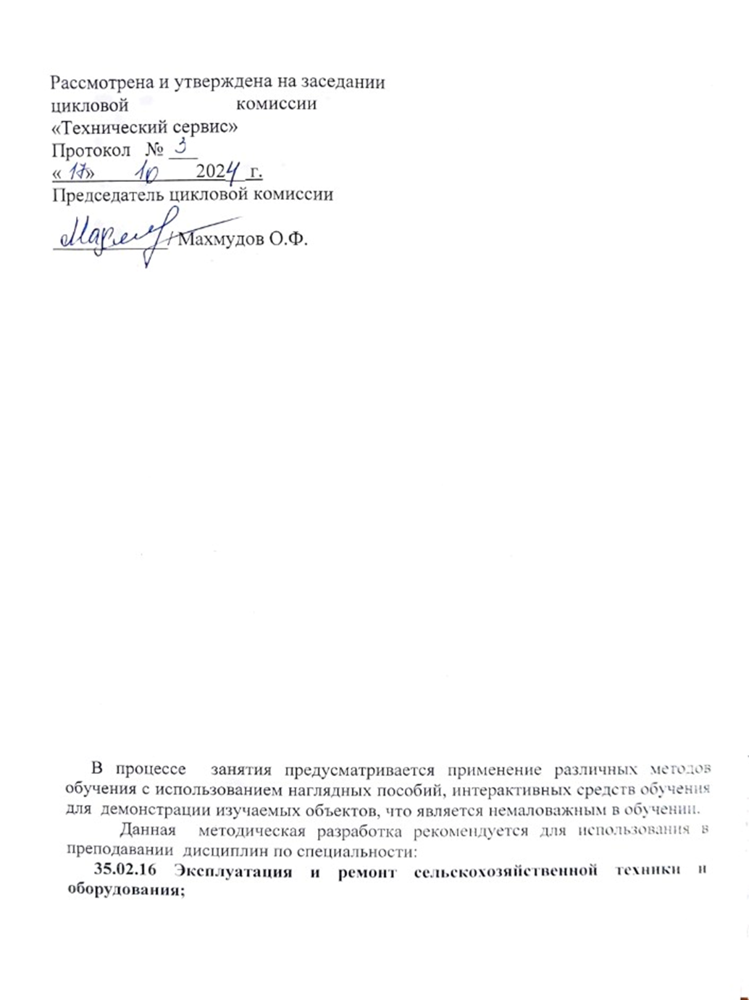 Рассмотрена и утверждена на заседании
цикловой комиссии
«Технический сервис»
Протокол № 3
«17» 10 2024 г.
Председатель цикловой комиссии
/ Махмудов О.Ф.
В процессе занятия предусматривается применение различных методов
обучения с использованием наглядных пособий, интерактивных средств обучения
для демонстрации изучаемых объектов, что является немаловажным в обучении.
Данная методическая разработка рекомендуется для использования в
преподавании дисциплин по специальности:
35.02.16 Эксплуатация и ремонт сельскохозяйственной техники и
оборудования;